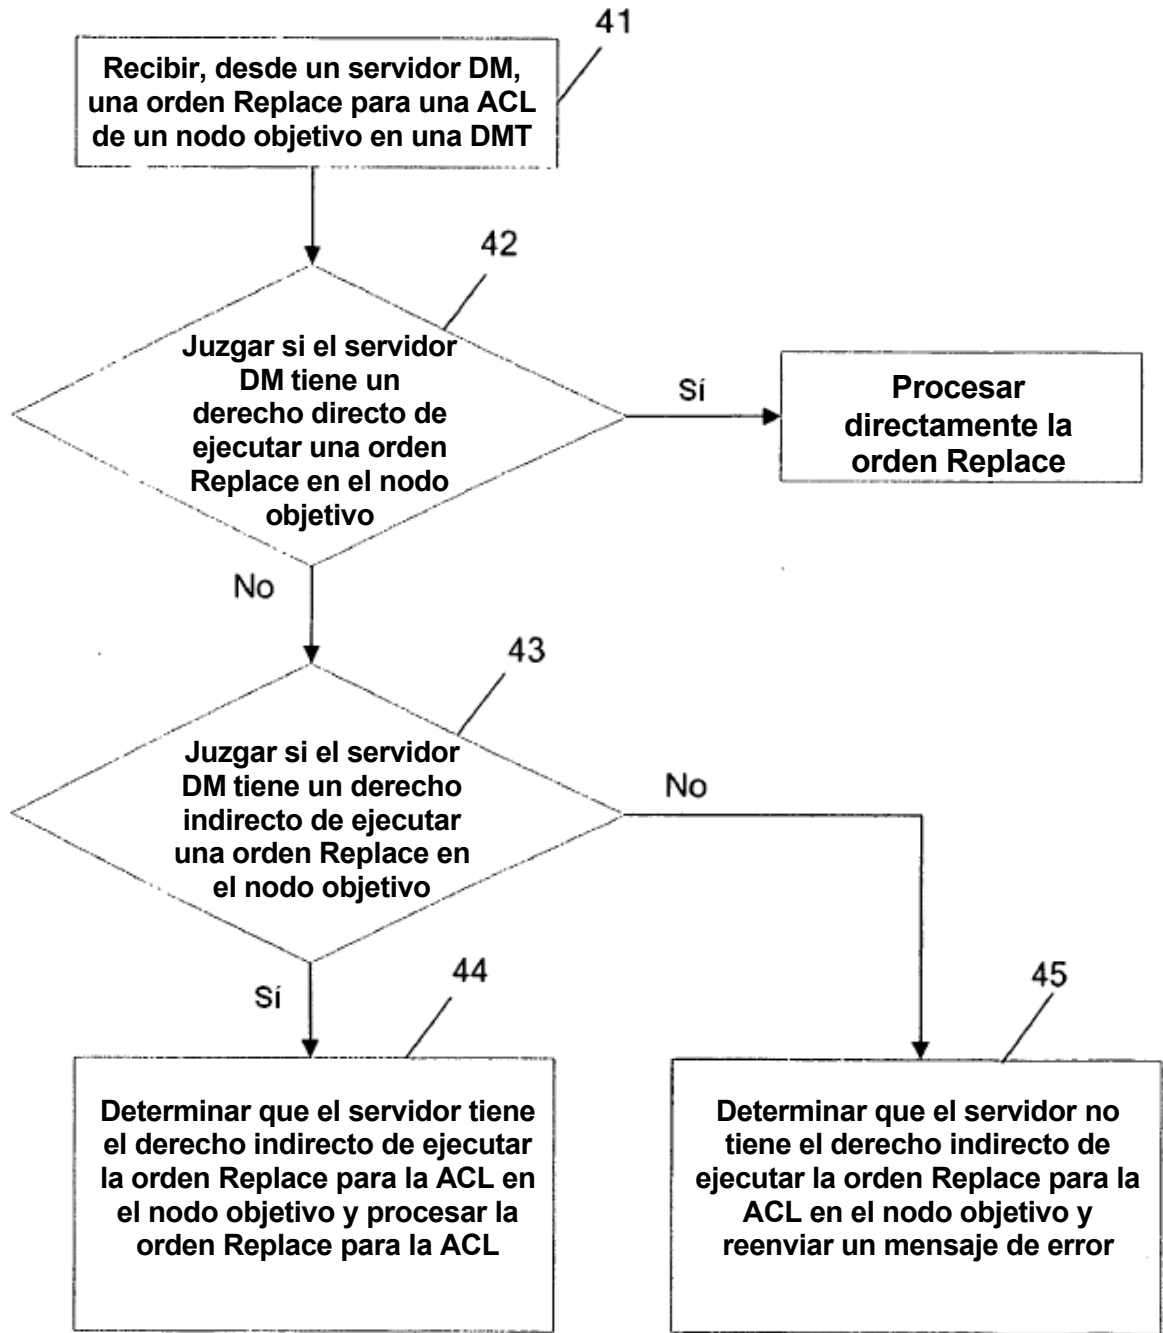 41
Recibir, desde un servidor DM,
una orden Replace para una ACL
de un nodo objetivo en una DMT
42
Juzgar si el servidor
DM tiene un
derecho directo de
ejecutar una orden
Replace en el nodo
objetivo
Sí
Procesar
directamente la
orden Replace
No
43
Juzgar si el servidor
DM tiene un derecho
indirecto de ejecutar
una orden Replace en
el nodo objetivo
No
Sí
44
Determinar que el servidor tiene
el derecho indirecto de ejecutar
la orden Replace para la ACL en
el nodo objetivo y procesar la
orden Replace para la ACL
45
Determinar que el servidor no
tiene el derecho indirecto de
ejecutar la orden Replace para la
ACL en el nodo objetivo y
reenviar un mensaje de error